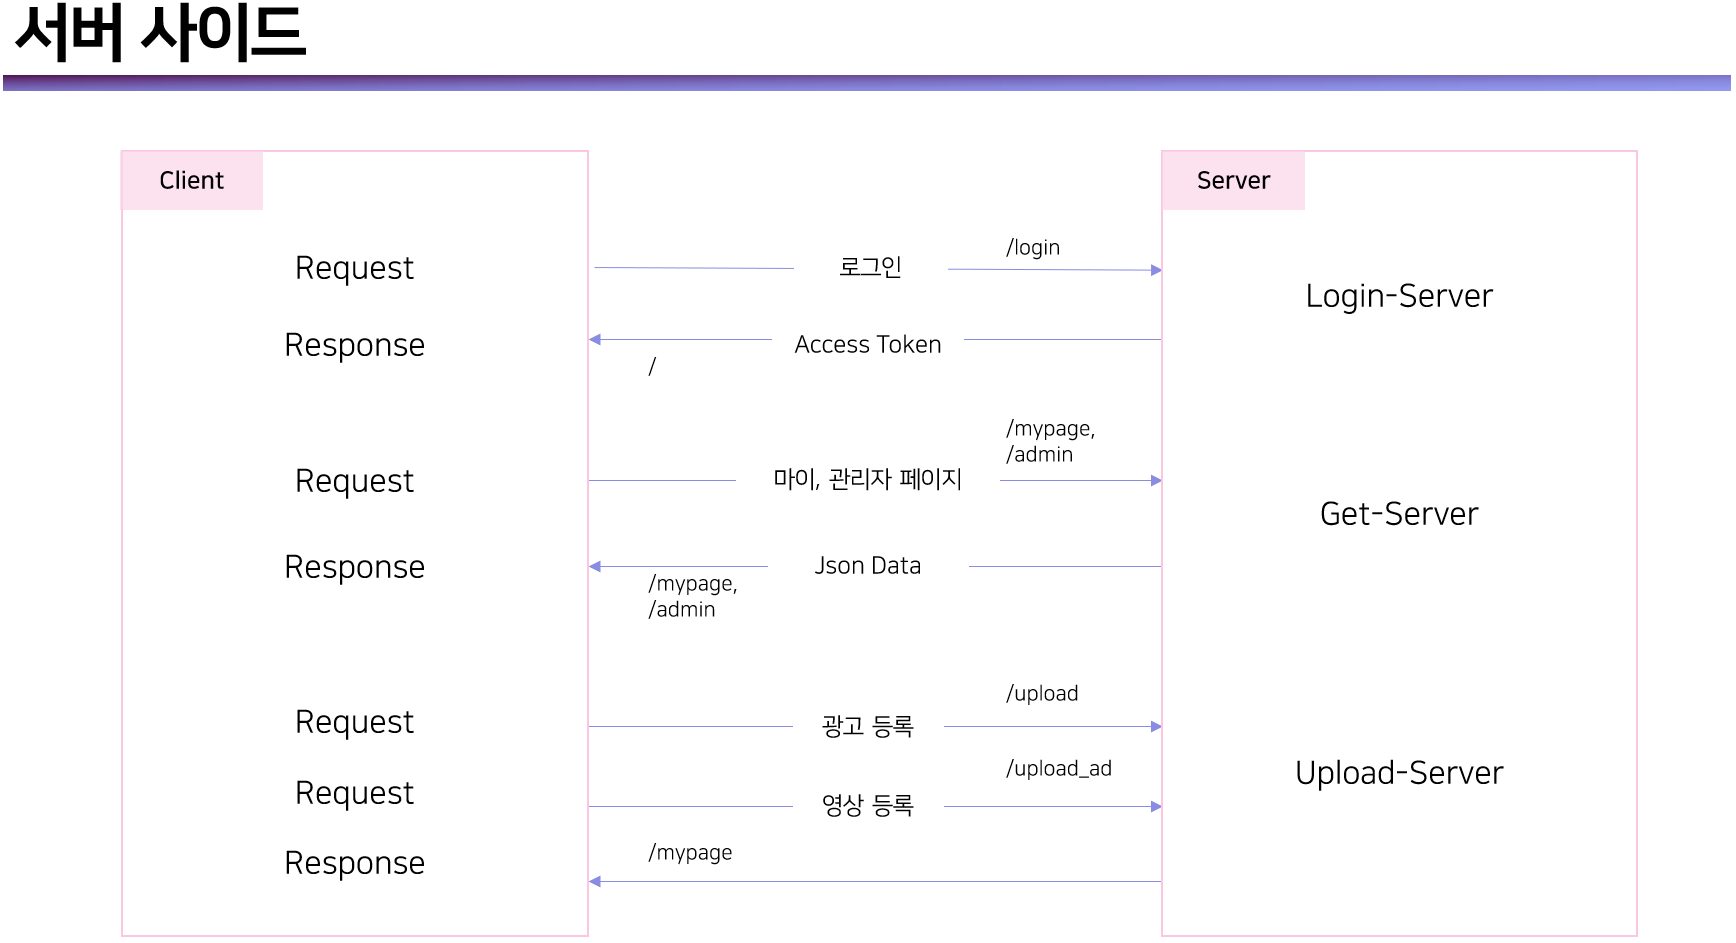 서버 사이드
Client
Server
Request
로그인
/login
Login-Server
Response
Access Token
/
Request
마이, 관리자 페이지
/mypage,
/admin
Get-Server
Response
Json Data
/mypage,
/admin
Request
광고 등록
/upload
Upload-Server
Request
영상 등록
/upload_ad
Response
/mypage